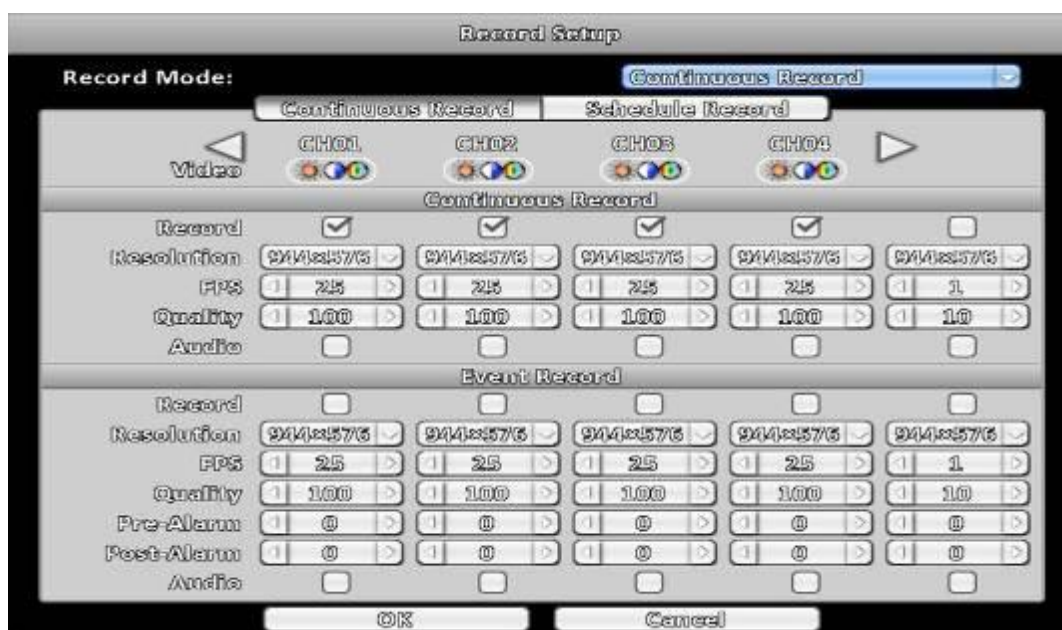 Record Setup
Record Mode: Continuous Record
Continuous Record Schedule Record
CH01 CH02 CH03 CH04
Video
Continuous Record
Record
Resolution 944x576 944x576 944x576 944x576 944x576
FPS 25 25 25 25 1
Quality 100 100 100 100 10
Audio
Event Record
Record
Resolution 944x576 944x576 944x576 944x576 944x576
FPS 25 25 25 25 1
Quality 100 100 100 100 10
Pre-Alarm 0 0 0 0 0
Post-Alarm 0 0 0 0 0
Audio
OK Cancel